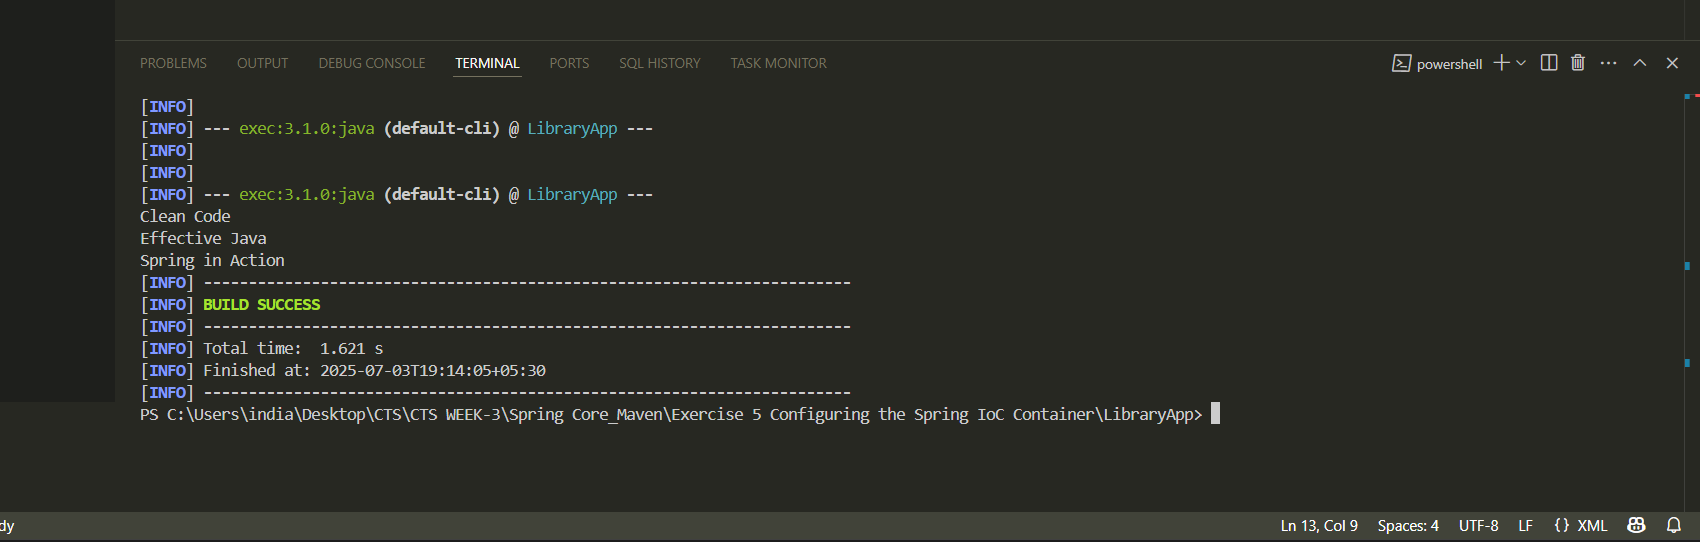 PROBLEMS OUTPUT DEBUG CONSOLE TERMINAL PORTS SQL HISTORY TASK MONITOR powershell
[INFO]
[INFO] --- exec:3.1.0:java (default-cli) @ LibraryApp ---
[INFO]
[INFO]
[INFO] --- exec:3.1.0:java (default-cli) @ LibraryApp ---
Clean Code
Effective Java
Spring in Action
[INFO] ------------------------------------------------------------------------
[INFO] BUILD SUCCESS
[INFO] ------------------------------------------------------------------------
[INFO] Total time:  1.621 s
[INFO] Finished at: 2025-07-03T19:14:05+05:30
[INFO] ------------------------------------------------------------------------
PS C:\Users\india\Desktop\CTS\CTS WEEK-3\Spring Core_Maven\Exercise 5 Configuring the Spring IoC Container\LibraryApp>
dy Ln 13, Col 9 Spaces: 4 UTF-8 LF {} XML